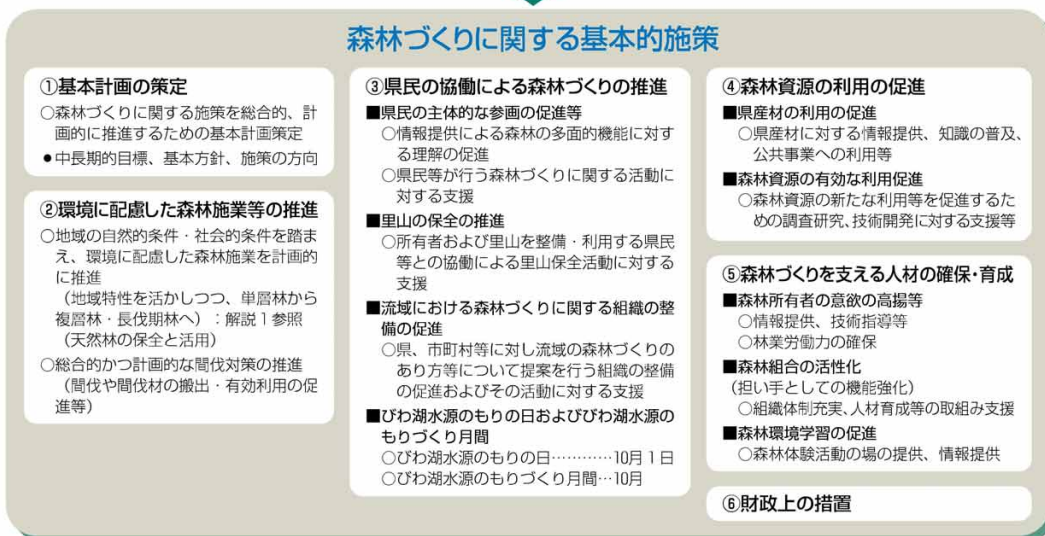 森林づくりに関する基本的施策
①基本計画の策定
○森林づくりに関する施策を総合的、計
画的に推進するための基本計画策定
●中長期的目標、基本方針、施策の方向
②環境に配慮した森林施業等の推進
○地域の自然的条件・社会的条件を踏ま
え、環境に配慮した森林施業を計画的
に推進
（地域特性を活かしつつ、単層林から
複層林・長伐期林へ）：解説１参照
（天然林の保全と活用）
○総合的かつ計画的な間伐対策の推進
（間伐や間伐材の搬出・有効利用の促
進等）
③県民の協働による森林づくりの推進
■県民の主体的な参画の促進等
○情報提供による森林の多面的機能に対す
る理解の促進
○県民等が行う森林づくりに関する活動に
対する支援
■里山の保全の推進
○所有者および里山を整備・利用する県民
等との協働による里山保全活動に対する
支援
■流域における森林づくりに関する組織の整
備の促進
○県、市町村等に対し流域の森林づくりの
あり方等について提案を行う組織の整備
の促進およびその活動に対する支援
■びわ湖水源のもりの日およびびわ湖水源の
もりづくり月間
○びわ湖水源のもりの日…………10月１日
○びわ湖水源のもりづくり月間…10月
④森林資源の利用の促進
■県産材の利用の促進
○県産材に対する情報提供、知識の普及、
公共事業への利用等
■森林資源の有効な利用促進
○森林資源の新たな利用等を促進するた
めの調査研究、技術開発に対する支援等
⑤森林づくりを支える人材の確保・育成
■森林所有者の意欲の高揚等
○情報提供、技術指導等
○林業労働力の確保
■森林組合の活性化
（担い手としての機能強化）
○組織体制充実、人材育成等の取組み支援
■森林環境学習の促進
○森林体験活動の場の提供、情報提供
⑥財政上の措置